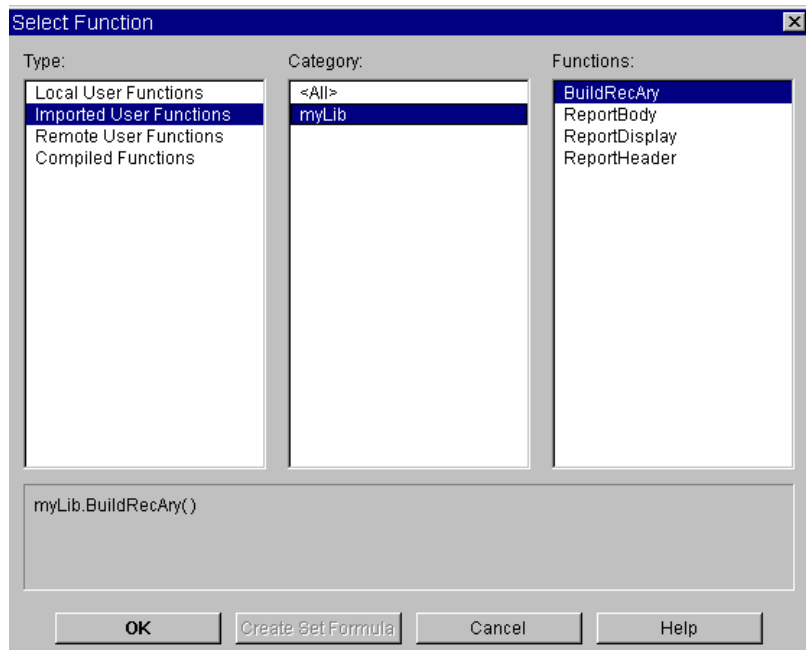 Select Function
Type:
Category:
Functions:
Local User Functions
Imported User Functions
Remote User Functions
Compiled Functions
<All>
myLib
BuildRecAry
ReportBody
ReportDisplay
ReportHeader
myLib.BuildRecAry()
OK
Create Set Formula
Cancel
Help